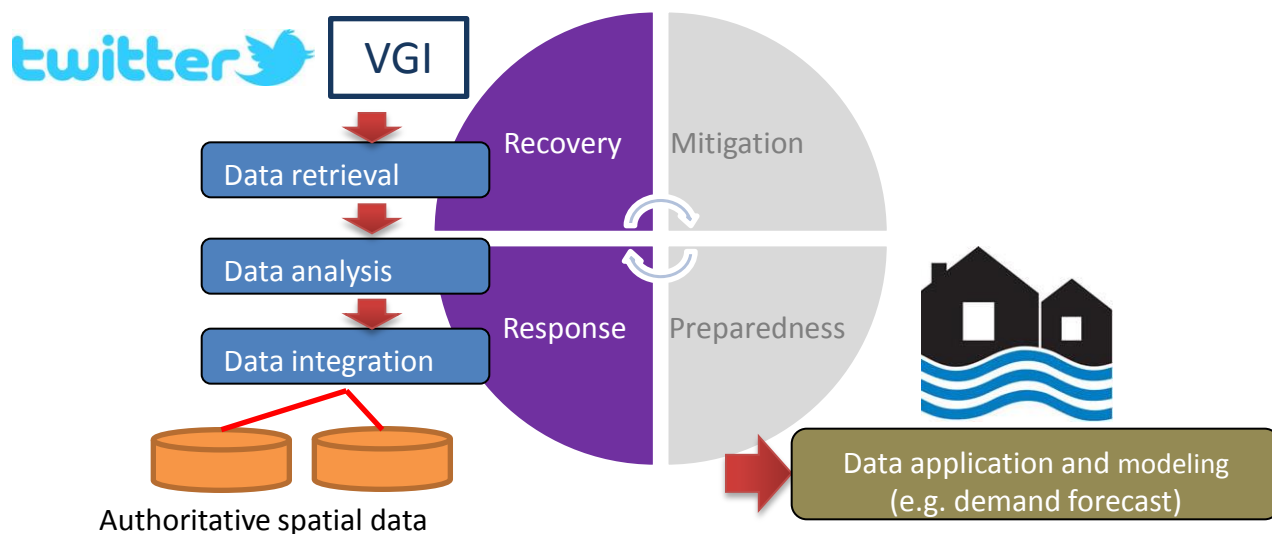 twitter
VGI
Recovery
Mitigation
Data retrieval
Data analysis
Response
Preparedness
Data integration
Data application and modeling
(e.g. demand forecast)
Authoritative spatial data